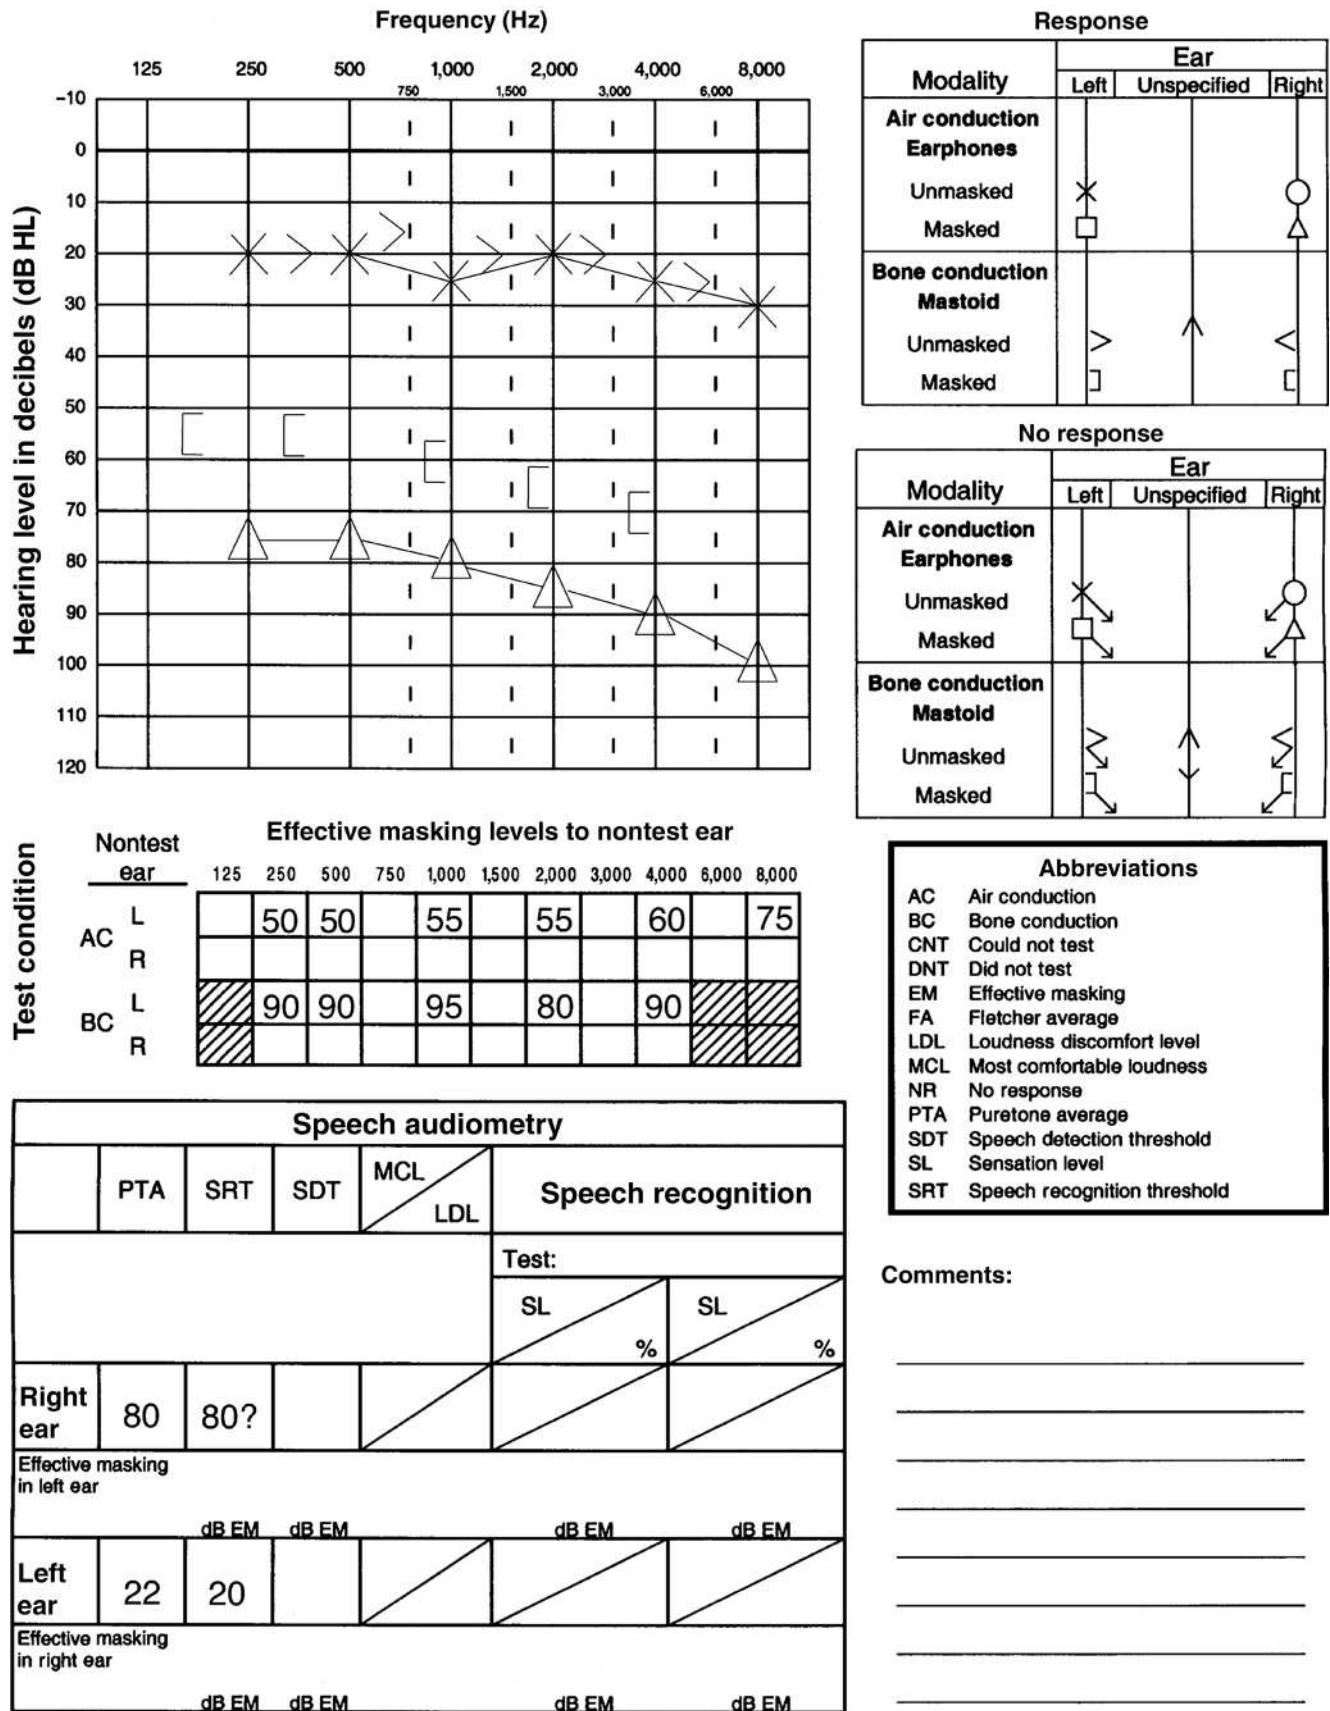 Frequency (Hz)
125 250 500 1,000 2,000 4,000 8,000
750 1,500 3,000 6,000
Hearing level in decibels (dB HL)
-10
0
10
20
30
40
50
60
70
80
90
100
110
120
Response
Modality
Ear
Left Unspecified Right
Air conduction
Earphones
Unmasked
Masked
Bone conduction
Mastoid
Unmasked
Masked
No response
Modality
Ear
Left Unspecified Right
Air conduction
Earphones
Unmasked
Masked
Bone conduction
Mastoid
Unmasked
Masked
Test condition
Nontest
ear
Effective masking levels to nontest ear
125 250 500 750 1,000 1,500 2,000 3,000 4,000 6,000 8,000
AC
L 50 50 55 55 60 75
R
BC
L 90 90 95 80 90
R
Abbreviations
AC Air conduction
BC Bone conduction
CNT Could not test
DNT Did not test
EM Effective masking
FA Fletcher average
LDL Loudness discomfort level
MCL Most comfortable loudness
NR No response
PTA Puretone average
SDT Speech detection threshold
SL Sensation level
SRT Speech recognition threshold
Speech audiometry
PTA SRT SDT MCL LDL Speech recognition
Test:
SL % SL %
Right
ear
80 80?
Effective masking
in left ear
dB EM dB EM dB EM dB EM
Left
ear
22 20
Effective masking
in right ear
dB EM dB EM dB EM dB EM
Comments: